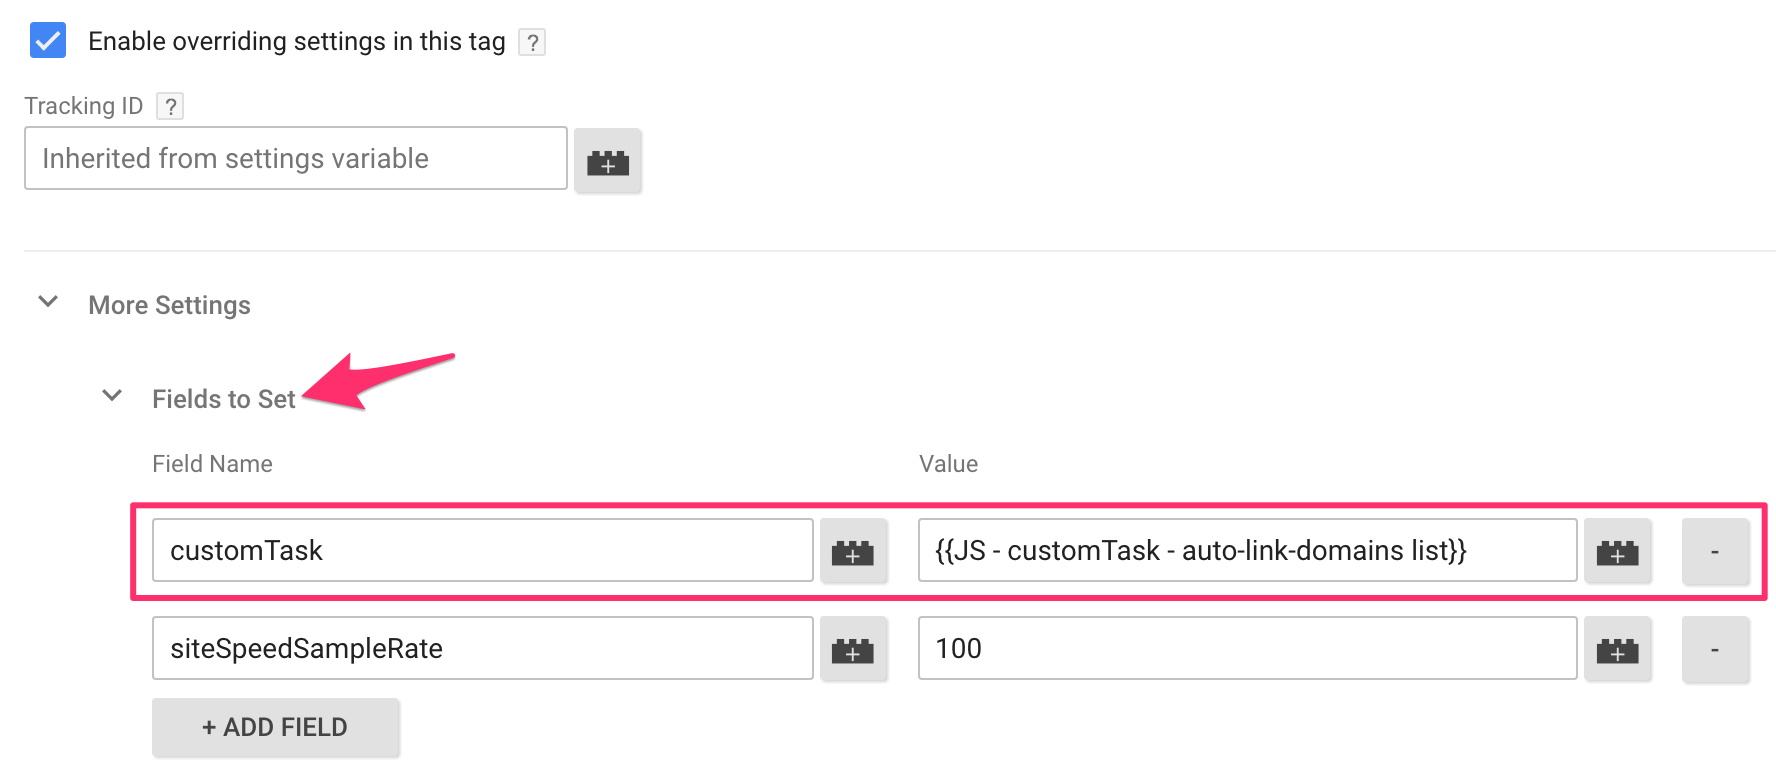 Enable overriding settings in this tag ?
Tracking ID ?
Inherited from settings variable
More Settings
Fields to Set
Field Name Value
customTask {{JS - customTask - auto-link-domains list}} -
siteSpeedSampleRate 100 -
+ ADD FIELD